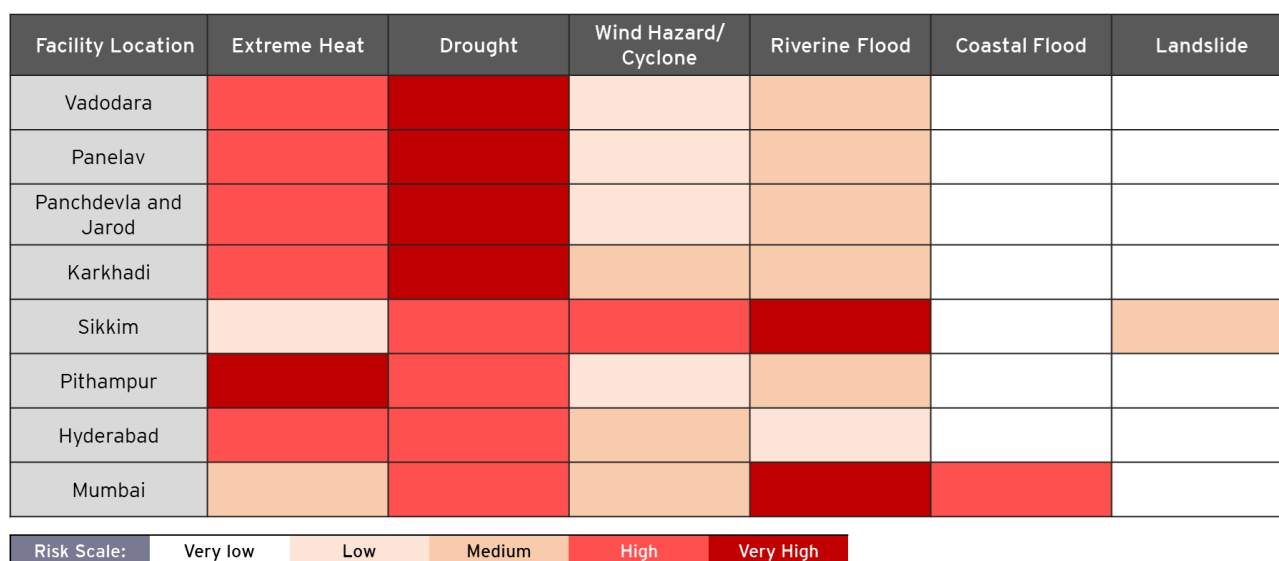 Facility Location Extreme Heat Drought Wind Hazard/ Riverine Flood Coastal Flood Landslide
Cyclone
Vadodara
Panelav
Panchdevla and
Jarod
Karkhadi
Sikkim
Pithampur
Hyderabad
Mumbai
Risk Scale: Very low Low Medium High Very High